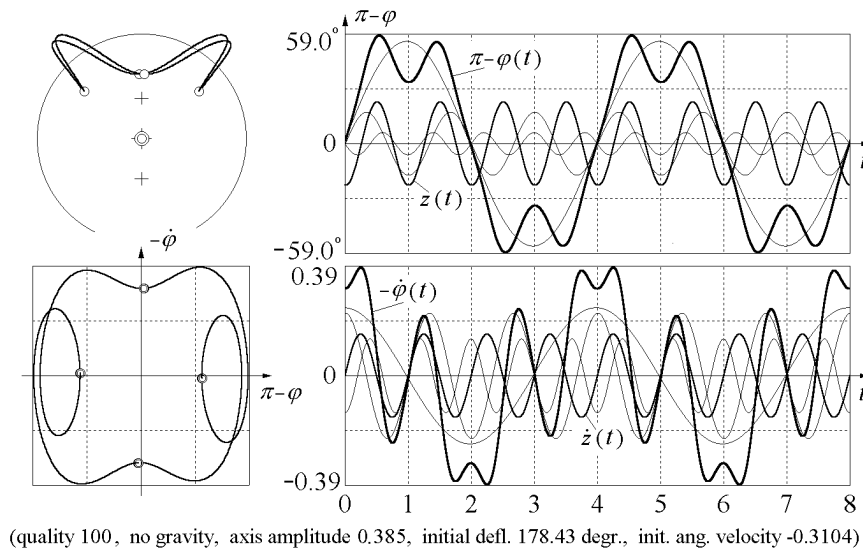 π−φ
59.0°
π−φ(t)
0
z(t)
t
−59.0°
−φ̇
π−φ
0.39
−φ̇(t)
0
ż(t)
t
−0.39
0 1 2 3 4 5 6 7 8
(quality 100, no gravity, axis amplitude 0.385, initial defl. 178.43 degr., init. ang. velocity -0.3104)